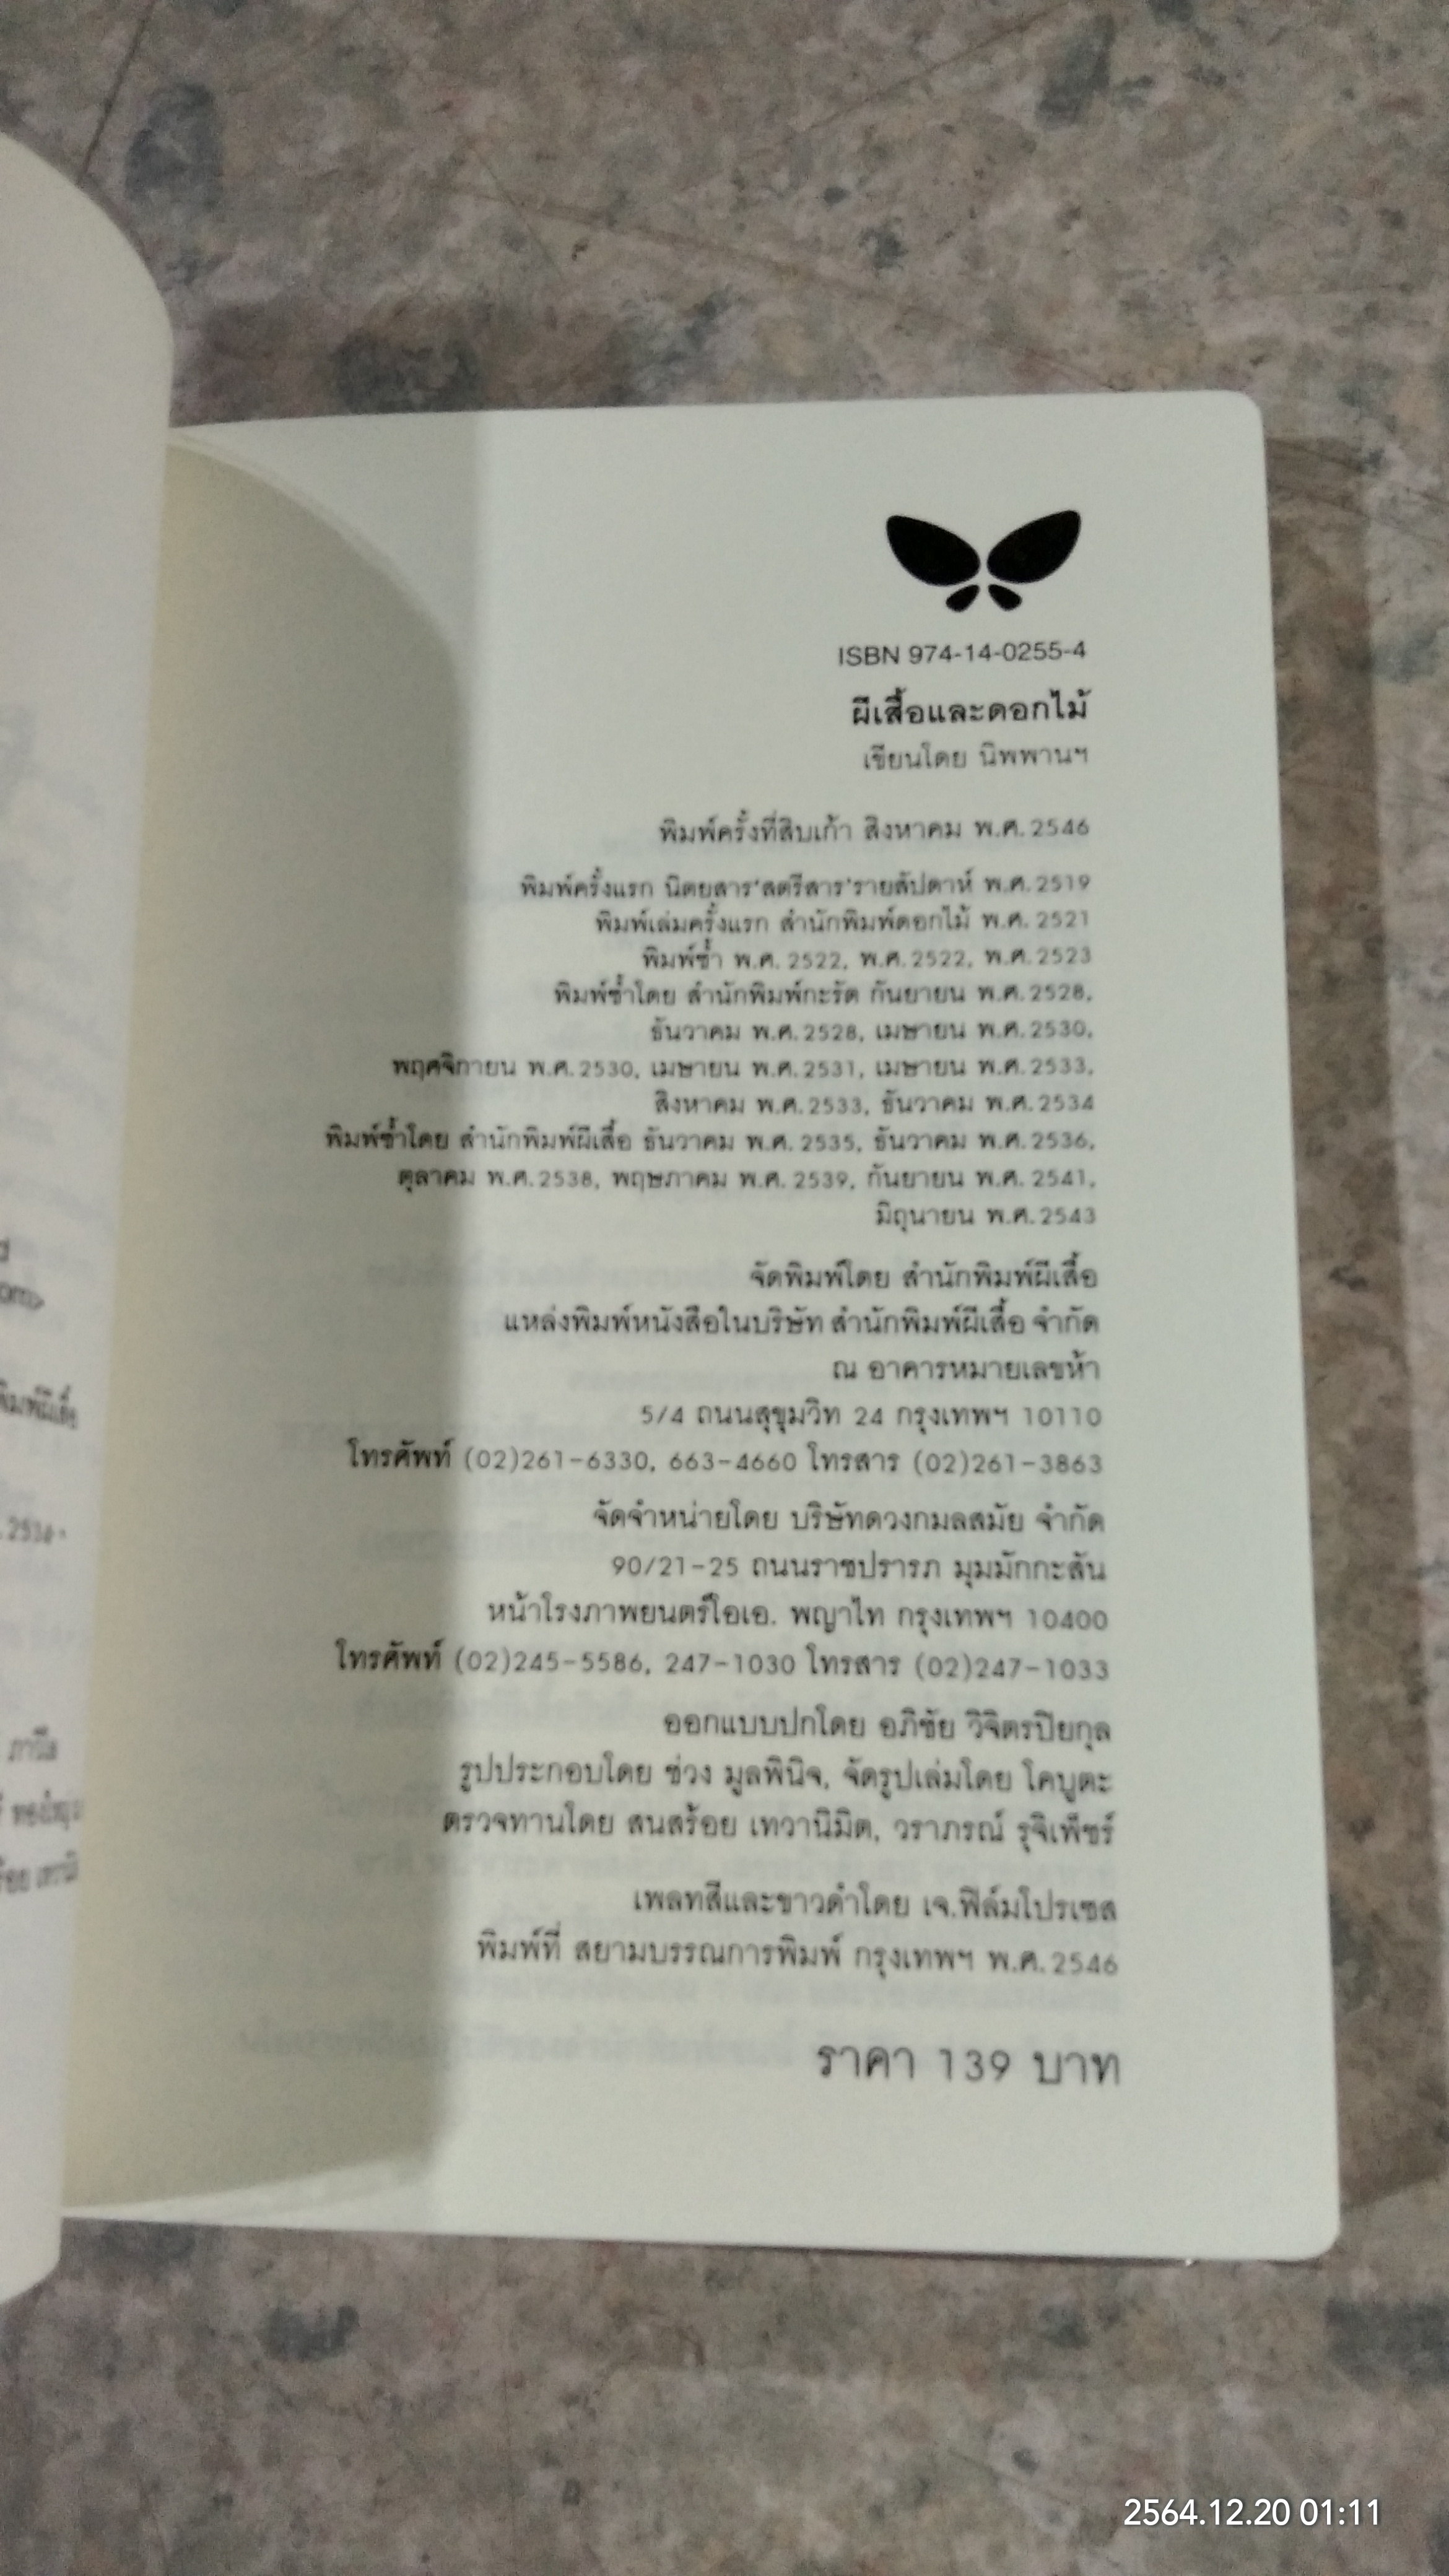 ISBN 974-14-0255-4
ผีเสื้อและดอกไม้
เขียนโดย นิพพานฯ
พิมพ์ครั้งที่สิบเก้า สิงหาคม พ.ศ.2546
พิมพ์ครั้งแรก นิตยสาร'สตรีสาร'รายสัปดาห์ พ.ศ.2519
พิมพ์เล่มครั้งแรก สำนักพิมพ์ดอกไม้ พ.ศ.2521
พิมพ์ซ้ำ พ.ศ.2522, พ.ศ.2522, พ.ศ.2523
พิมพ์ซ้ำโดย สำนักพิมพ์กะรัต กันยายน พ.ศ.2528,
ธันวาคม พ.ศ.2528, เมษายน พ.ศ.2530,
พฤศจิกายน พ.ศ.2530, เมษายน พ.ศ.2531, เมษายน พ.ศ.2533,
สิงหาคม พ.ศ.2533, ธันวาคม พ.ศ.2534
พิมพ์ซ้ำโดย สำนักพิมพ์ผีเสื้อ ธันวาคม พ.ศ.2535, ธันวาคม พ.ศ.2536,
ตุลาคม พ.ศ.2538, พฤษภาคม พ.ศ.2539, กันยายน พ.ศ.2541,
มิถุนายน พ.ศ.2543
จัดพิมพ์โดย สำนักพิมพ์ผีเสื้อ
แหล่งพิมพ์หนังสือในบริษัท สำนักพิมพ์ผีเสื้อ จำกัด
ณ อาคารหมายเลขห้า
5/4 ถนนสุขุมวิท 24 กรุงเทพฯ 10110
โทรศัพท์ (02)261-6330, 663-4660 โทรสาร (02)261-3863
จัดจำหน่ายโดย บริษัทดวงกมลสมัย จำกัด
90/21-25 ถนนราชปรารภ มุมมักกะสัน
หน้าโรงภาพยนตร์โอเอ. พญาไท กรุงเทพฯ 10400
โทรศัพท์ (02)245-5586, 247-1030 โทรสาร (02)247-1033
ออกแบบปกโดย อภิชัย วิจิตรปิยกุล
รูปประกอบโดย ช่วง มูลพินิจ, จัดรูปเล่มโดย โคบูตะ
ตรวจทานโดย สนสร้อย เทวานิมิต, วราภรณ์ รุจิเพ็ชร์
เพลทสีและขาวดำโดย เจ.ฟิล์มโปรเซส
พิมพ์ที่ สยามบรรณการพิมพ์ กรุงเทพฯ พ.ศ.2546
ราคา 139 บาท
2564.12.20 01:11